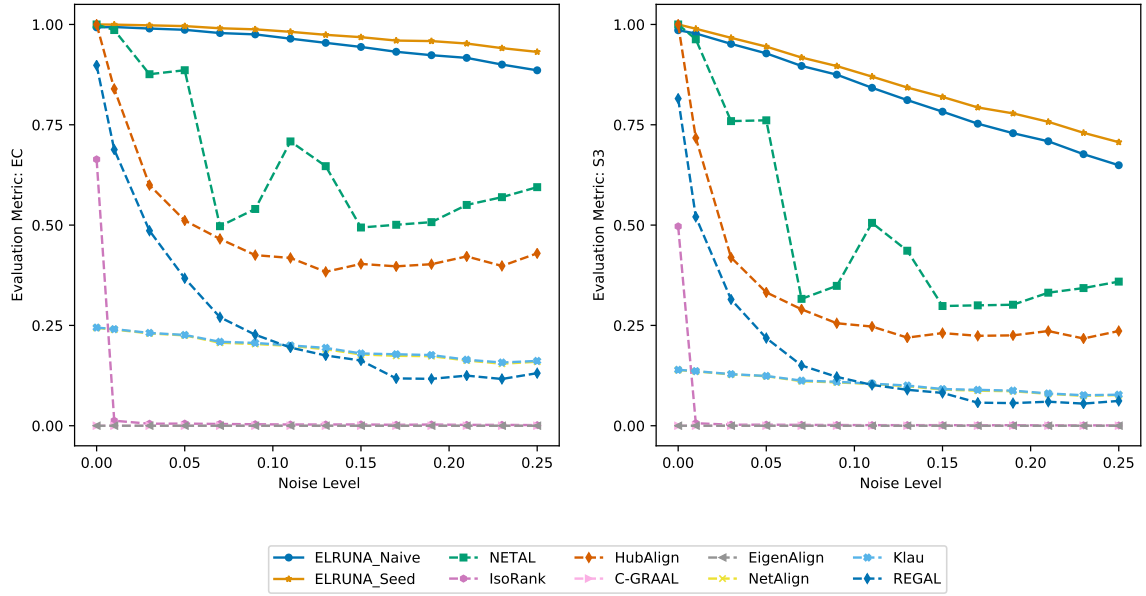 1.00
0.75
0.50
0.25
0.00
Evaluation Metric: EC
0.00 0.05 0.10 0.15 0.20 0.25
Noise Level
1.00
0.75
0.50
0.25
0.00
Evaluation Metric: S3
0.00 0.05 0.10 0.15 0.20 0.25
Noise Level
ELRUNA_Naive NETAL HubAlign EigenAlign Klau
ELRUNA_Seed IsoRank C-GRAAL NetAlign REGAL